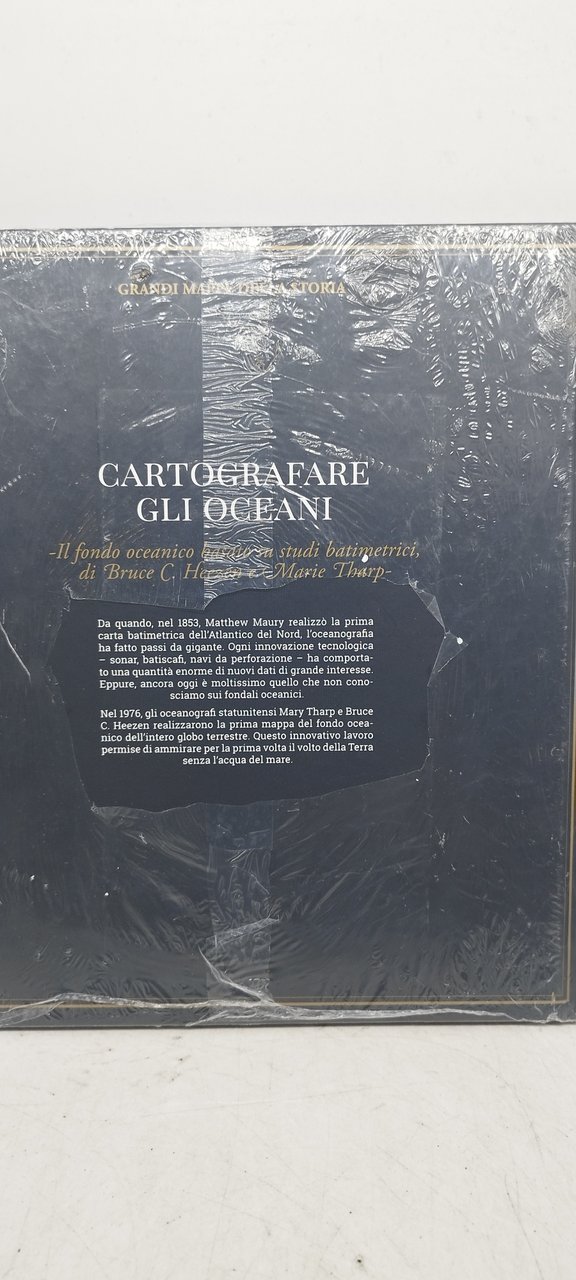 GRANDI MAPPE DELLA STORIA
CARTOGRAFARE
GLI OCEANI
-Il fondo oceanico basato su studi batimetrici,
di Bruce C. Heezen e Marie Tharp-
Da quando, nel 1853, Matthew Maury realizzò la prima
carta batimetrica dell’Atlantico del Nord, l’oceanografia
ha fatto passi da gigante. Ogni innovazione tecnologica
– sonar, batiscafi, navi da perforazione – ha comporta-
to una quantità enorme di nuovi dati di grande interesse.
Eppure, ancora oggi è moltissimo quello che non cono-
sciamo sui fondali oceanici.
Nel 1976, gli oceanografi statunitensi Mary Tharp e Bruce
C. Heezen realizzarono la prima mappa del fondo ocea-
nico dell’intero globo terrestre. Questo innovativo lavoro
permise di ammirare per la prima volta il volto della Terra
senza l’acqua del mare.